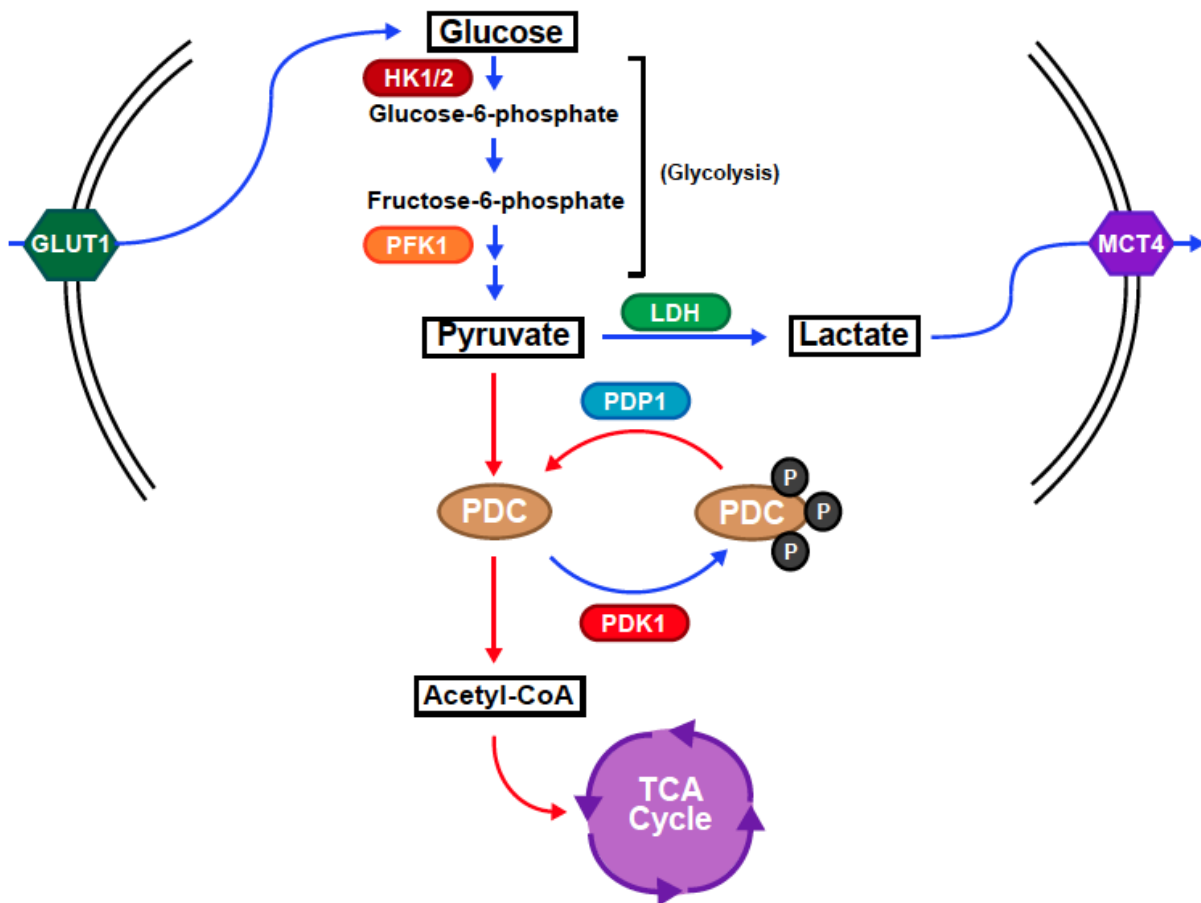 Glucose
HK1/2
Glucose-6-phosphate
(Glycolysis)
Fructose-6-phosphate
GLUT1
PFK1
MCT4
LDH
Pyruvate
Lactate
PDP1
P
PDC
PDC
P
P
PDK1
Acetyl-CoA
TCA
Cycle